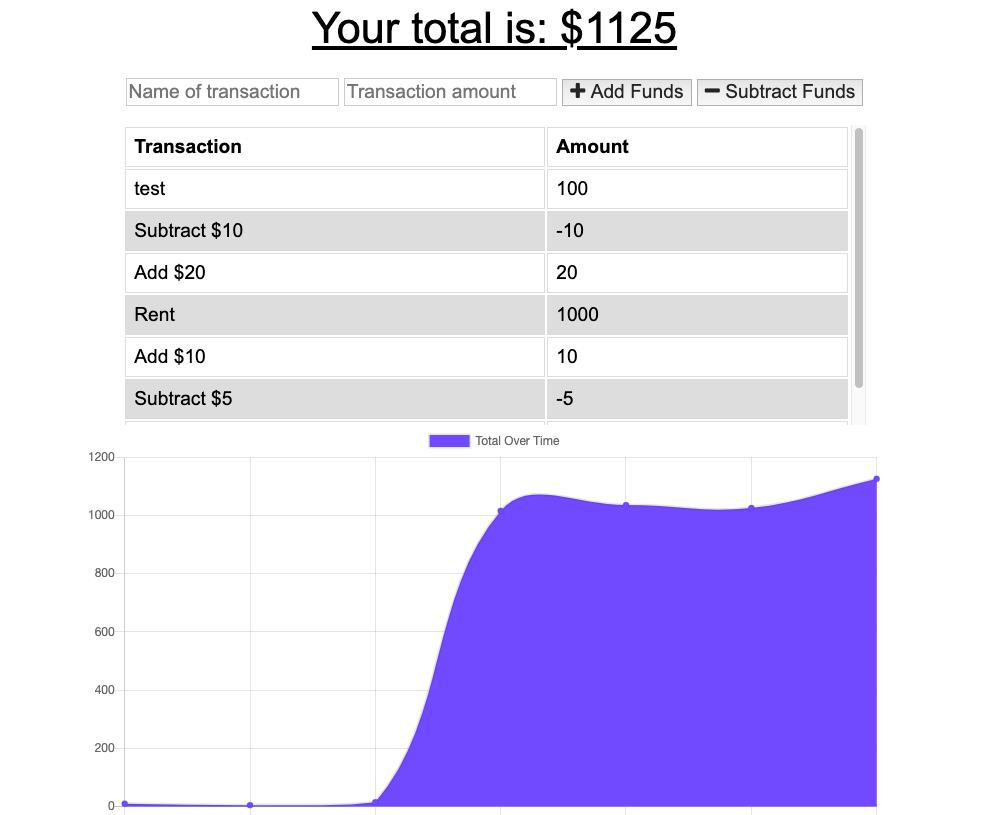 Your total is: $1125
Name of transaction Transaction amount + Add Funds − Subtract Funds
Transaction Amount
test 100
Subtract $10 -10
Add $20 20
Rent 1000
Add $10 10
Subtract $5 -5
Total Over Time
1200
1000
800
600
400
200
0